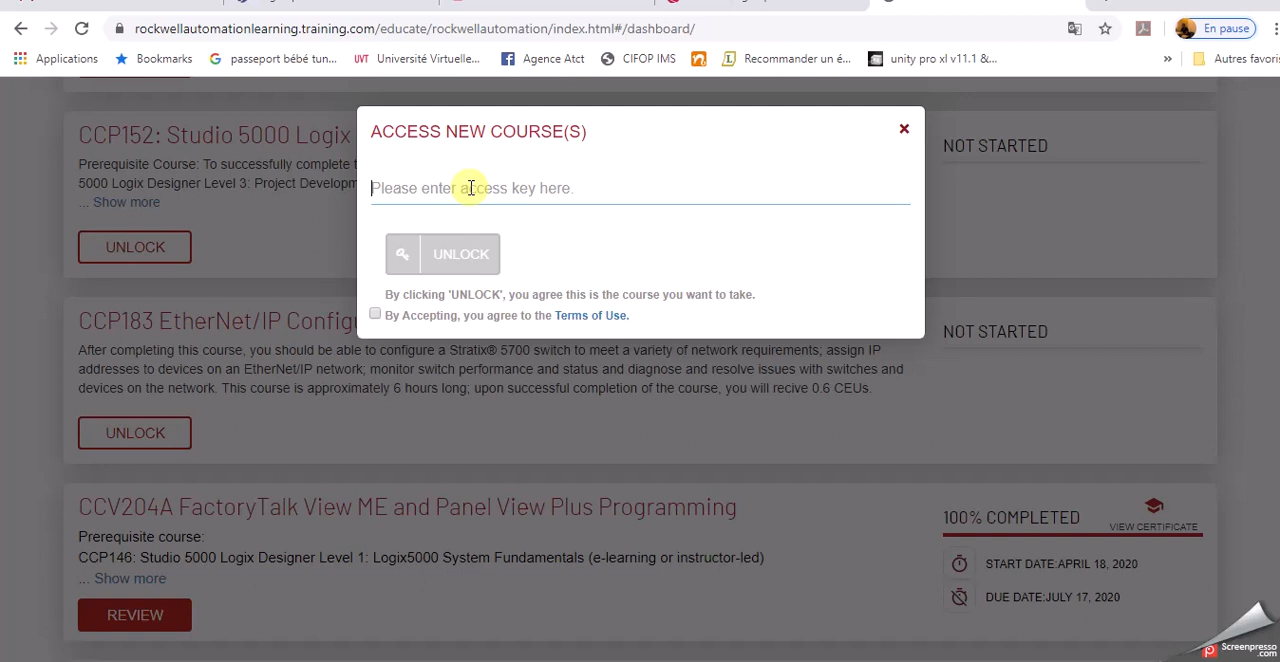 rockwellautomationlearning.training.com/educate/rockwellautomation/index.html#/dashboard/
En pause
Applications
Bookmarks
passeport bébé tun...
UVT Université Virtuelle...
Agence Atct
CIFOP IMS
Recommander un é...
unity pro xl v11.1 &...
»
Autres favoris
ACCESS NEW COURSE(S)
Please enter access key here.
UNLOCK
By clicking 'UNLOCK', you agree this is the course you want to take.
By Accepting, you agree to the Terms of Use.
CCP152: Studio 5000 Logix
NOT STARTED
Prerequisite Course: To successfully complete
5000 Logix Designer Level 3: Project Developm
... Show more
UNLOCK
CCP183 EtherNet/IP Configu
NOT STARTED
After completing this course, you should be able to configure a Stratix® 5700 switch to meet a variety of network requirements; assign IP
addresses to devices on an EtherNet/IP network; monitor switch performance and status and diagnose and resolve issues with switches and
devices on the network. This course is approximately 6 hours long; upon successful completion of the course, you will recive 0.6 CEUs.
UNLOCK
CCV204A FactoryTalk View ME and Panel View Plus Programming
100% COMPLETED
VIEW CERTIFICATE
Prerequisite course:
CCP146: Studio 5000 Logix Designer Level 1: Logix5000 System Fundamentals (e-learning or instructor-led)
... Show more
START DATE:APRIL 18, 2020
DUE DATE:JULY 17, 2020
REVIEW
Screenpresso
.com